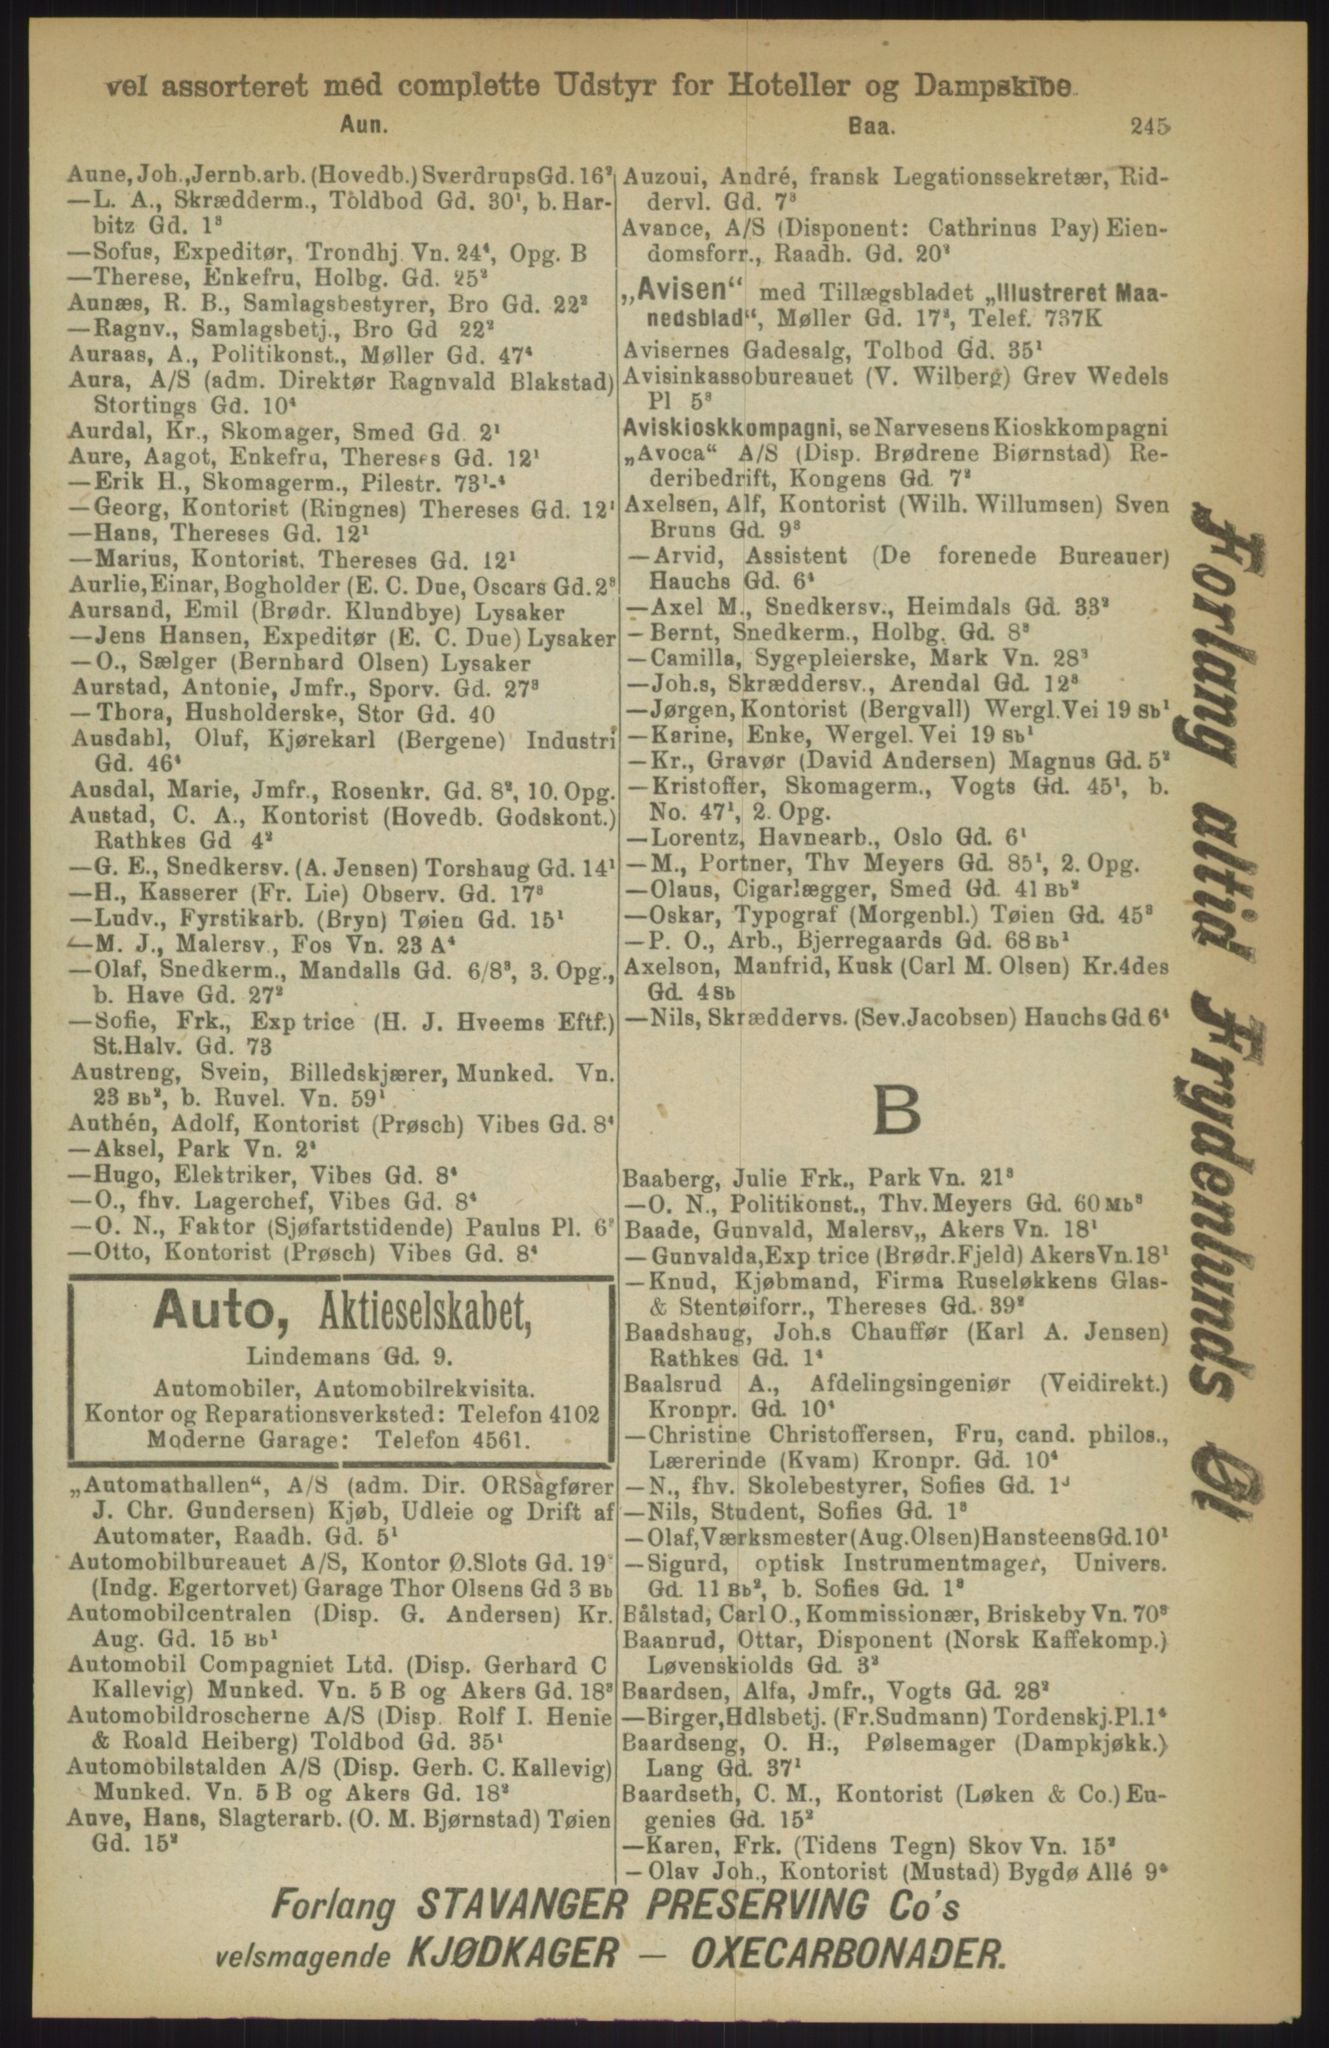 vel assorteret med complette Udstyr for Hoteller og Dampskibe
Aun.
Baa.
245
Aune, Joh., Jernb.arb. (Hovedb.) Sverdrups Gd. 16²
—L. A., Skrædderm., Toldbod Gd. 30¹, b. Har-
bitz Gd. 1³
—Sofus, Expeditør, Trondhj. Vn. 24⁴, Opg. B
—Therese, Enkefru, Holbg. Gd. 25²
Aunæs, R. B., Samlagsbestyrer, Bro Gd. 22²
—Ragnv., Samlagsbetj., Bro Gd 22²
Auraas, A., Politikonst., Møller Gd. 47⁴
Aura, A/S (adm. Direktør Ragnvald Blakstad)
Stortings Gd. 10⁴
Aurdal, Kr., Skomager, Smed Gd. 2¹
Aure, Aagot, Enkefru, Thereses Gd. 12¹
—Erik H., Skomagerm., Pilestr. 73¹-⁴
—Georg, Kontorist (Ringnes) Thereses Gd. 12¹
—Hans, Thereses Gd. 12¹
—Marius, Kontorist. Thereses Gd. 12¹
Aurlie, Einar, Bogholder (E. C. Due, Oscars Gd. 2³
Aursand, Emil (Brødr. Klundbye) Lysaker
—Jens Hansen, Expeditør (E. C. Due) Lysaker
—O., Sælger (Bernhard Olsen) Lysaker
Aurstad, Antonie, Jmfr., Sporv. Gd. 27³
—Thora, Husholderske, Stor Gd. 40
Ausdahl, Oluf, Kjørekarl (Bergene) Industri
Gd. 46⁴
Ausdal, Marie, Jmfr., Rosenkr. Gd. 8², 10. Opg.
Austad, C. A., Kontorist (Hovedb. Godskont.)
Rathkes Gd 4²
—G. E., Snedkersv. (A. Jensen) Torshaug Gd. 14¹
—H., Kasserer (Fr. Lie) Observ. Gd. 17³
—Ludv., Fyrstikarb. (Bryn) Tøien Gd. 15¹
—M. J., Malersv., Fos Vn. 23 A⁴
—Olaf, Snedkerm., Mandalls Gd. 6/8³, 3. Opg.,
b. Have Gd. 27²
—Sofie, Frk., Exp trice (H. J. Hveems Eftf.)
St.Halv. Gd. 73
Austreng, Svein, Billedskjærer, Munked. Vn.
23 Bb², b. Ruvel. Vn. 59¹
Authén, Adolf, Kontorist (Prøsch) Vibes Gd. 8⁴
—Aksel, Park Vn. 2⁴
—Hugo, Elektriker, Vibes Gd. 8⁴
—O., fhv. Lagerchef, Vibes Gd. 8⁴
—O. N., Faktor (Sjøfartstidende) Paulus Pl. 6²
—Otto, Kontorist (Prøsch) Vibes Gd. 8⁴
Auto, Aktieselskabet,
Lindemans Gd. 9.
Automobiler, Automobilrekvisita.
Kontor og Reparationsverksted: Telefon 4102
Moderne Garage: Telefon 4561.
„Automathallen“, A/S (adm. Dir. ORSagfører
J. Chr. Gundersen) Kjøb, Udleie og Drift af
Automater, Raadh. Gd. 5¹
Automobilbureauet A/S, Kontor Ø.Slots Gd. 19
(Indg. Egertorvet) Garage Thor Olsens Gd 3 Bb
Automobilcentralen (Disp. G. Andersen) Kr.
Aug. Gd. 15 Bb¹
Automobil Compagniet Ltd. (Disp. Gerhard C
Kallevig) Munked. Vn. 5 B og Akers Gd. 18³
Automobildroscherne A/S (Disp. Rolf I. Henie
& Roald Heiberg) Toldbod Gd. 35¹
Automobilstalden A/S (Disp. Gerh. C. Kallevig)
Munked. Vn. 5 B og Akers Gd. 18²
Auve, Hans, Slagterarb. (O. M. Bjørnstad) Tøien
Gd. 15²
Auzoui, André, fransk Legationssekretær, Rid-
dervl. Gd. 7³
Avance, A/S (Disponent: Cathrinus Pay) Eien-
domsforr., Raadh. Gd. 20²
„Avisen“ med Tillægsbladet „Illustreret Maa-
nedsblad“, Møller Gd. 17², Telef. 737K
Avisernes Gadesalg, Tolbod Gd. 35¹
Avisinkassobureauet (V. Wilberg) Grev Wedels
Pl 5³
Aviskioskkompagni, se Narvesens Kioskkompagni
„Avoca“ A/S (Disp. Brødrene Biørnstad) Re-
deribedrift, Kongens Gd. 7²
Axelsen, Alf, Kontorist (Wilh. Willumsen) Sven
Bruns Gd. 9³
—Arvid, Assistent (De forenede Bureauer)
Hauchs Gd. 6⁴
—Axel M., Snedkersv., Heimdals Gd. 33²
—Bernt, Snedkerm., Holbg. Gd. 8³
—Camilla, Sygepleierske, Mark Vn. 28³
—Joh.s, Skræddersv., Arendal Gd. 12³
—Jørgen, Kontorist (Bergvall) Wergl. Vei 19 Sb¹
—Karine, Enke, Wergel. Vei 19 Sb¹
—Kr., Gravør (David Andersen) Magnus Gd. 5²
—Kristoffer, Skomagerm., Vogts Gd. 45¹, b.
No. 47¹, 2. Opg.
—Lorentz, Havnearb., Oslo Gd. 6¹
—M., Portner, Thv Meyers Gd. 85¹, 2. Opg.
—Olaus, Cigarlægger, Smed Gd. 41 Bb²
—Oskar, Typograf (Morgenbl.) Tøien Gd. 45³
—P. O., Arb., Bjerregaards Gd. 68 Bb¹
Axelson, Manfrid, Kusk (Carl M. Olsen) Kr.4des
Gd. 4 Sb
—Nils, Skræddervs. (Sev. Jacobsen) Hauchs Gd 6⁴
B
Baaberg, Julie Frk., Park Vn. 21³
—O. N., Politikonst., Thv. Meyers Gd. 60 Mb³
Baade, Gunvald, Malersv„ Akers Vn. 18¹
—Gunvalda, Exp trice (Brødr. Fjeld) Akers Vn. 18¹
—Knud, Kjøbmand, Firma Ruseløkkens Glas-
& Stentøiforr., Thereses Gd. 39²
Baadshaug, Joh.s Chauffør (Karl A. Jensen)
Rathkes Gd. 1⁴
Baalsrud A., Afdelingsingeniør (Veidirekt.)
Kronpr. Gd. 10⁴
—Christine Christoffersen, Fru, cand. philos.,
Lærerinde (Kvam) Kronpr. Gd. 10⁴
—N., fhv. Skolebestyrer, Sofies Gd. 1³
—Nils, Student, Sofies Gd. 1³
—Olaf, Værksmester (Aug. Olsen) Hansteens Gd. 10¹
—Sigurd, optisk Instrumentmager, Univers.
Gd. 11 Bb², b. Sofies Gd. 1³
Bålstad, Carl O., Kommissionær, Briskeby Vn. 70³
Baanrud, Ottar, Disponent (Norsk Kaffekomp.)
Løvenskiolds Gd. 3²
Baardsen, Alfa, Jmfr., Vogts Gd. 28²
—Birger, Hdlsbetj. (Fr. Sudmann) Tordenskj. Pl. 1⁴
Baardseng, O. H., Pølsemager (Dampkjøkk.)
Lang Gd. 37¹
Baardseth, C. M., Kontorist (Løken & Co.) Eu-
genies Gd. 15²
—Karen, Frk. (Tidens Tegn) Skov Vn. 15²
—Olav Joh., Kontorist (Mustad) Bygdø Allé 9⁴
Forlang altid Frydenlunds Øl
Forlang STAVANGER PRESERVING Co's
velsmagende KJØDKAGER — OXECARBONADER.